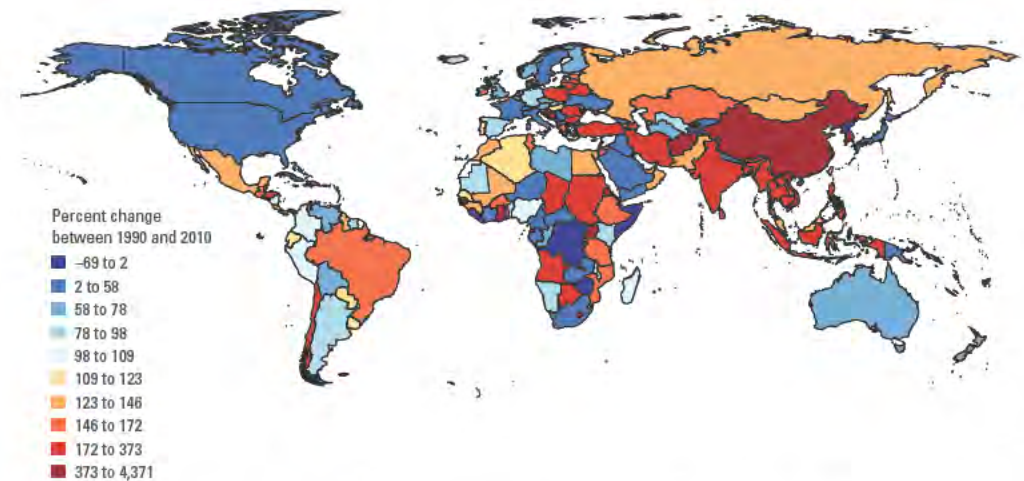 Percent change
between 1990 and 2010
–69 to 2
2 to 58
58 to 78
78 to 98
98 to 109
109 to 123
123 to 146
146 to 172
172 to 373
373 to 4,371